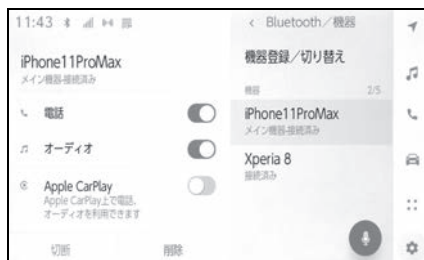 11:43
iPhone11ProMax
メイン機器-接続済み
電話
オーディオ
Apple CarPlay
Apple CarPlay上で電話、
オーディオを利用できます
切断
削除
< Bluetooth／機器
機器登録／切り替え
機器 2/5
iPhone11ProMax
メイン機器-接続済み
Xperia 8
接続済み